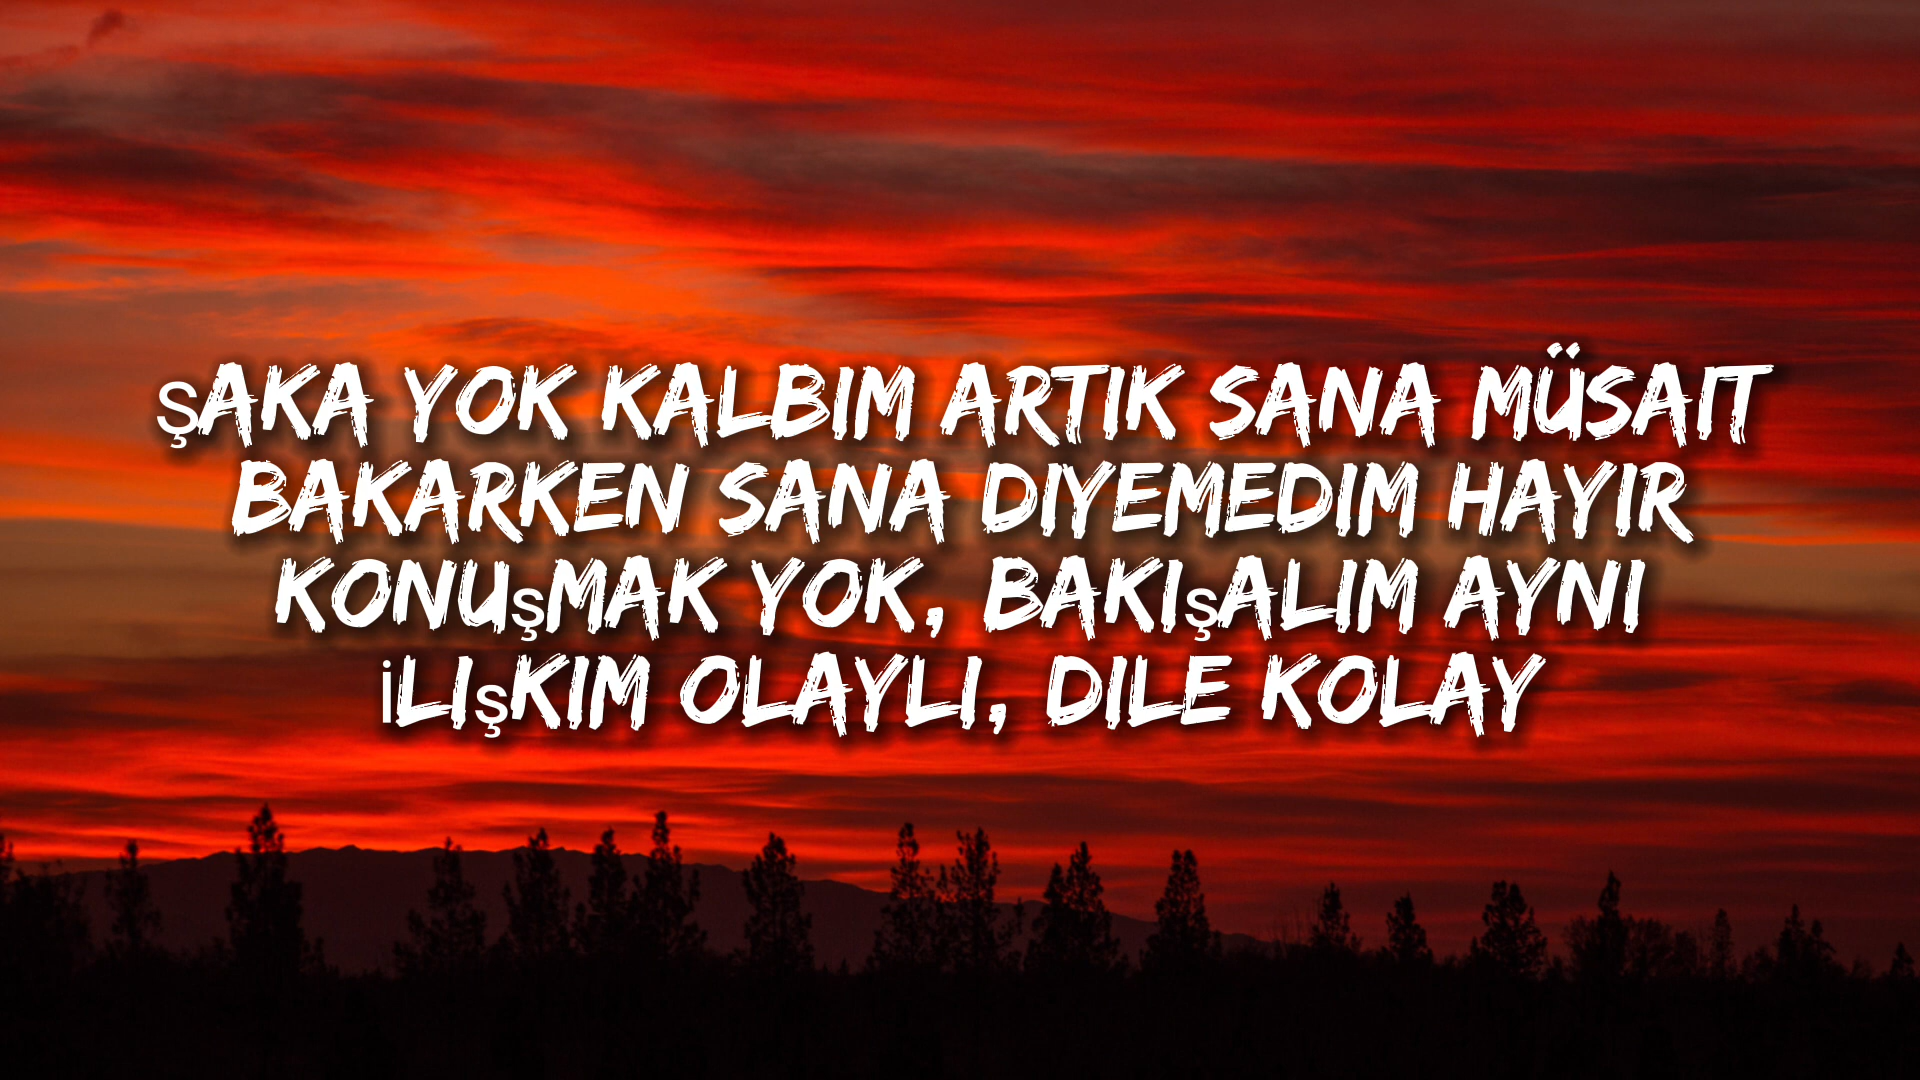 ŞAKA YOK KALBIM ARTIK SANA MÜSAIT
BAKARKEN SANA DIYEMEDIM HAYIR
KONUŞMAK YOK, BAKIŞALIM AYNI
İLIŞKIM OLAYLI, DILE KOLAY